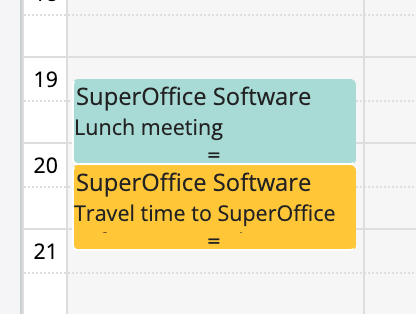 19
SuperOffice Software
Lunch meeting
=
20
SuperOffice Software
Travel time to SuperOffice
=
21